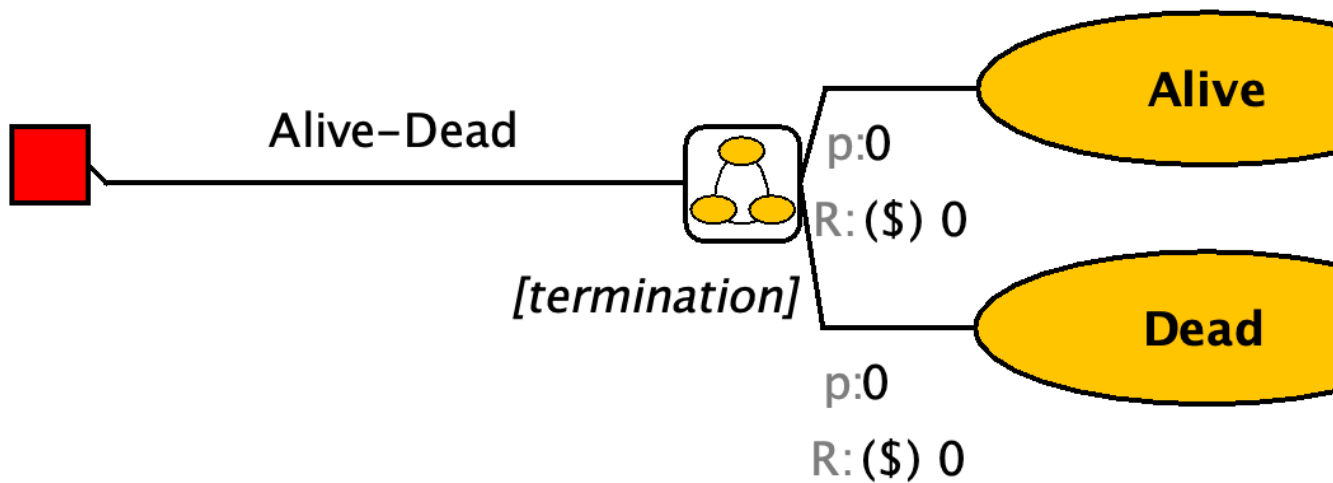 Alive
Alive-Dead
p:0
R: ($) 0
[termination]
Dead
p:0
R: ($) 0